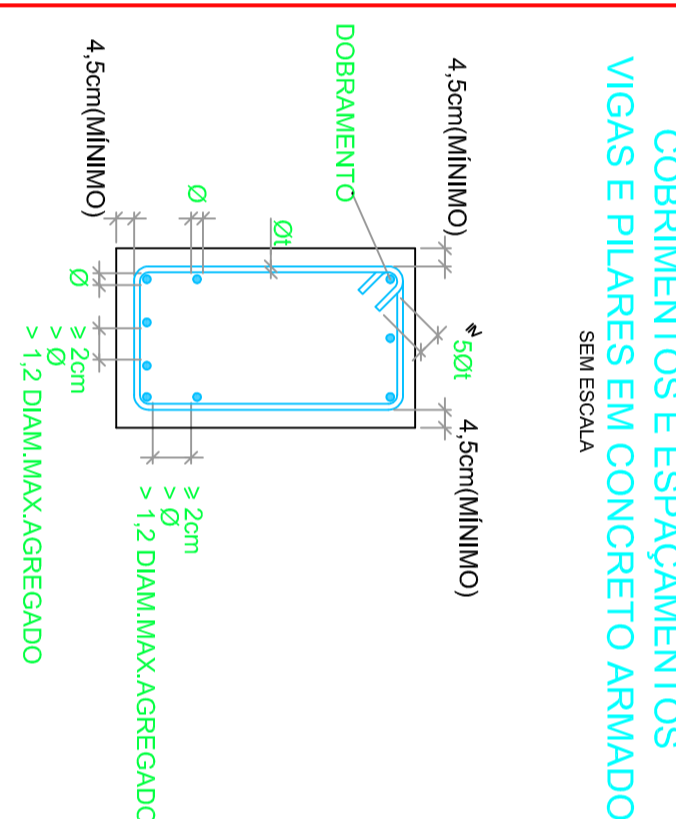 COBRIMENTOS E ESPAÇAMENTOS
VIGAS E PILARES EM CONCRETO ARMADO
SEM ESCALA
4,5cm(MÍNIMO)
≥ 5Øt
4,5cm(MÍNIMO)
DOBRAMENTO
Øt
Ø
4,5cm(MÍNIMO)
Ø
≥ 2cm
> Ø
> 1,2 DIAM.MAX.AGREGADO
≥ 2cm
> Ø
> 1,2 DIAM.MAX.AGREGADO